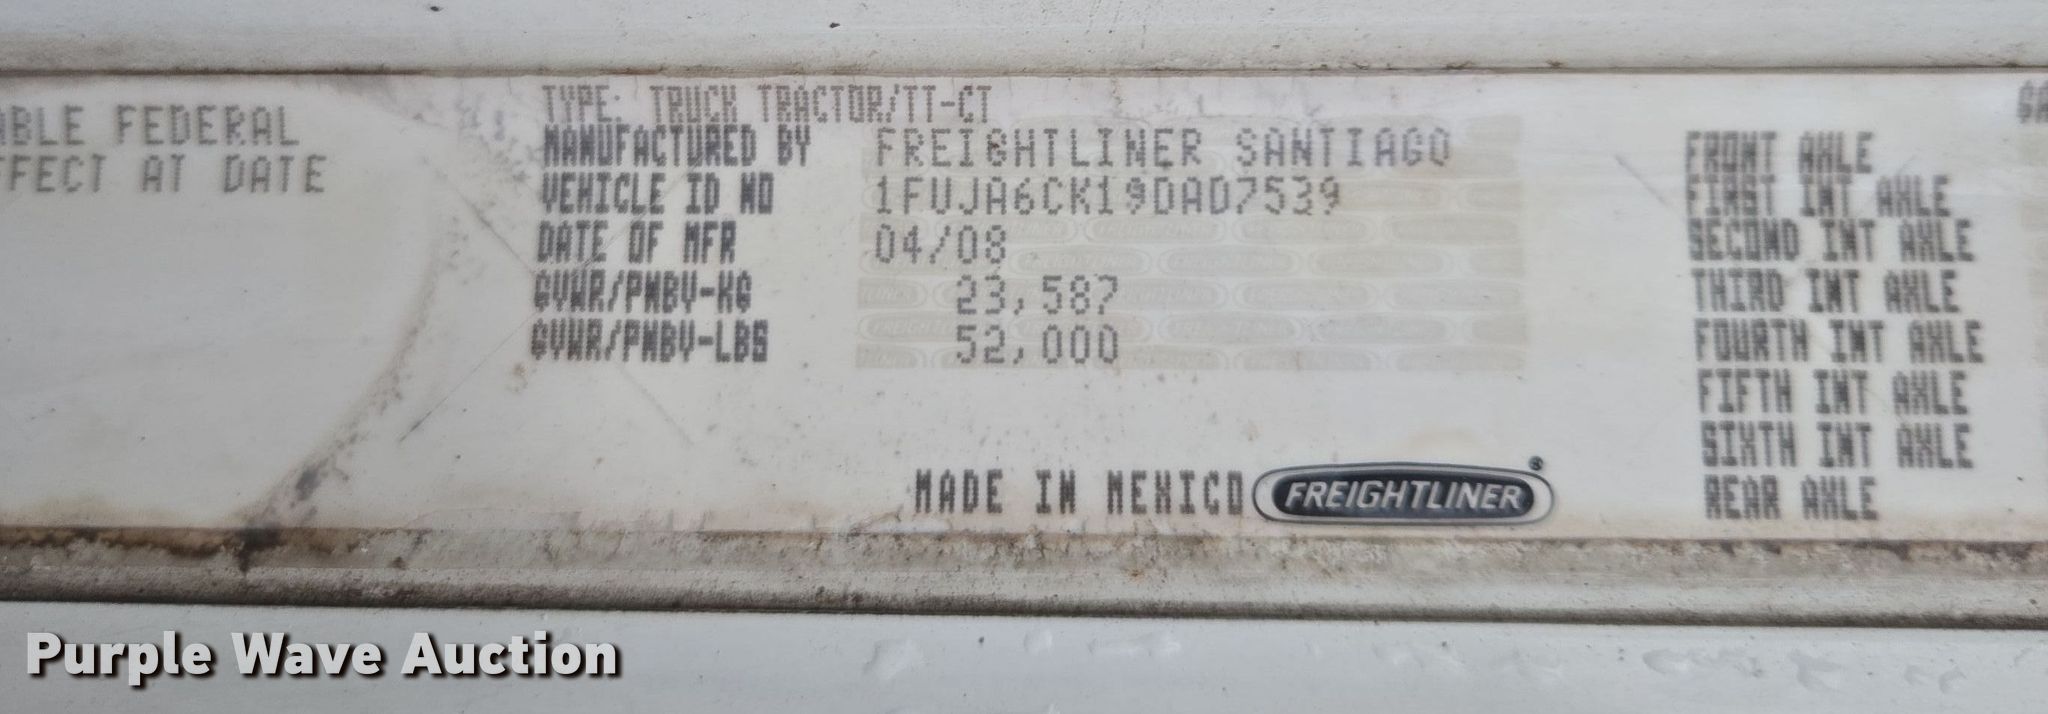 ABLE FEDERAL
FFECT AT DATE
TYPE: TRUCK TRACTOR/TT-CT
MANUFACTURED BY FREIGHTLINER SANTIAGO
VEHICLE ID NO 1FUJA6CK19DAD7539
DATE OF MFR 04/08
GVWR/PNBV-KG 23,587
GVWR/PNBV-LBS 52,000
MADE IN MEXICO FREIGHTLINER®
FRONT AXLE
FIRST INT AXLE
SECOND INT AXLE
THIRD INT AXLE
FOURTH INT AXLE
FIFTH INT AXLE
SIXTH INT AXLE
REAR AXLE
Purple Wave Auction